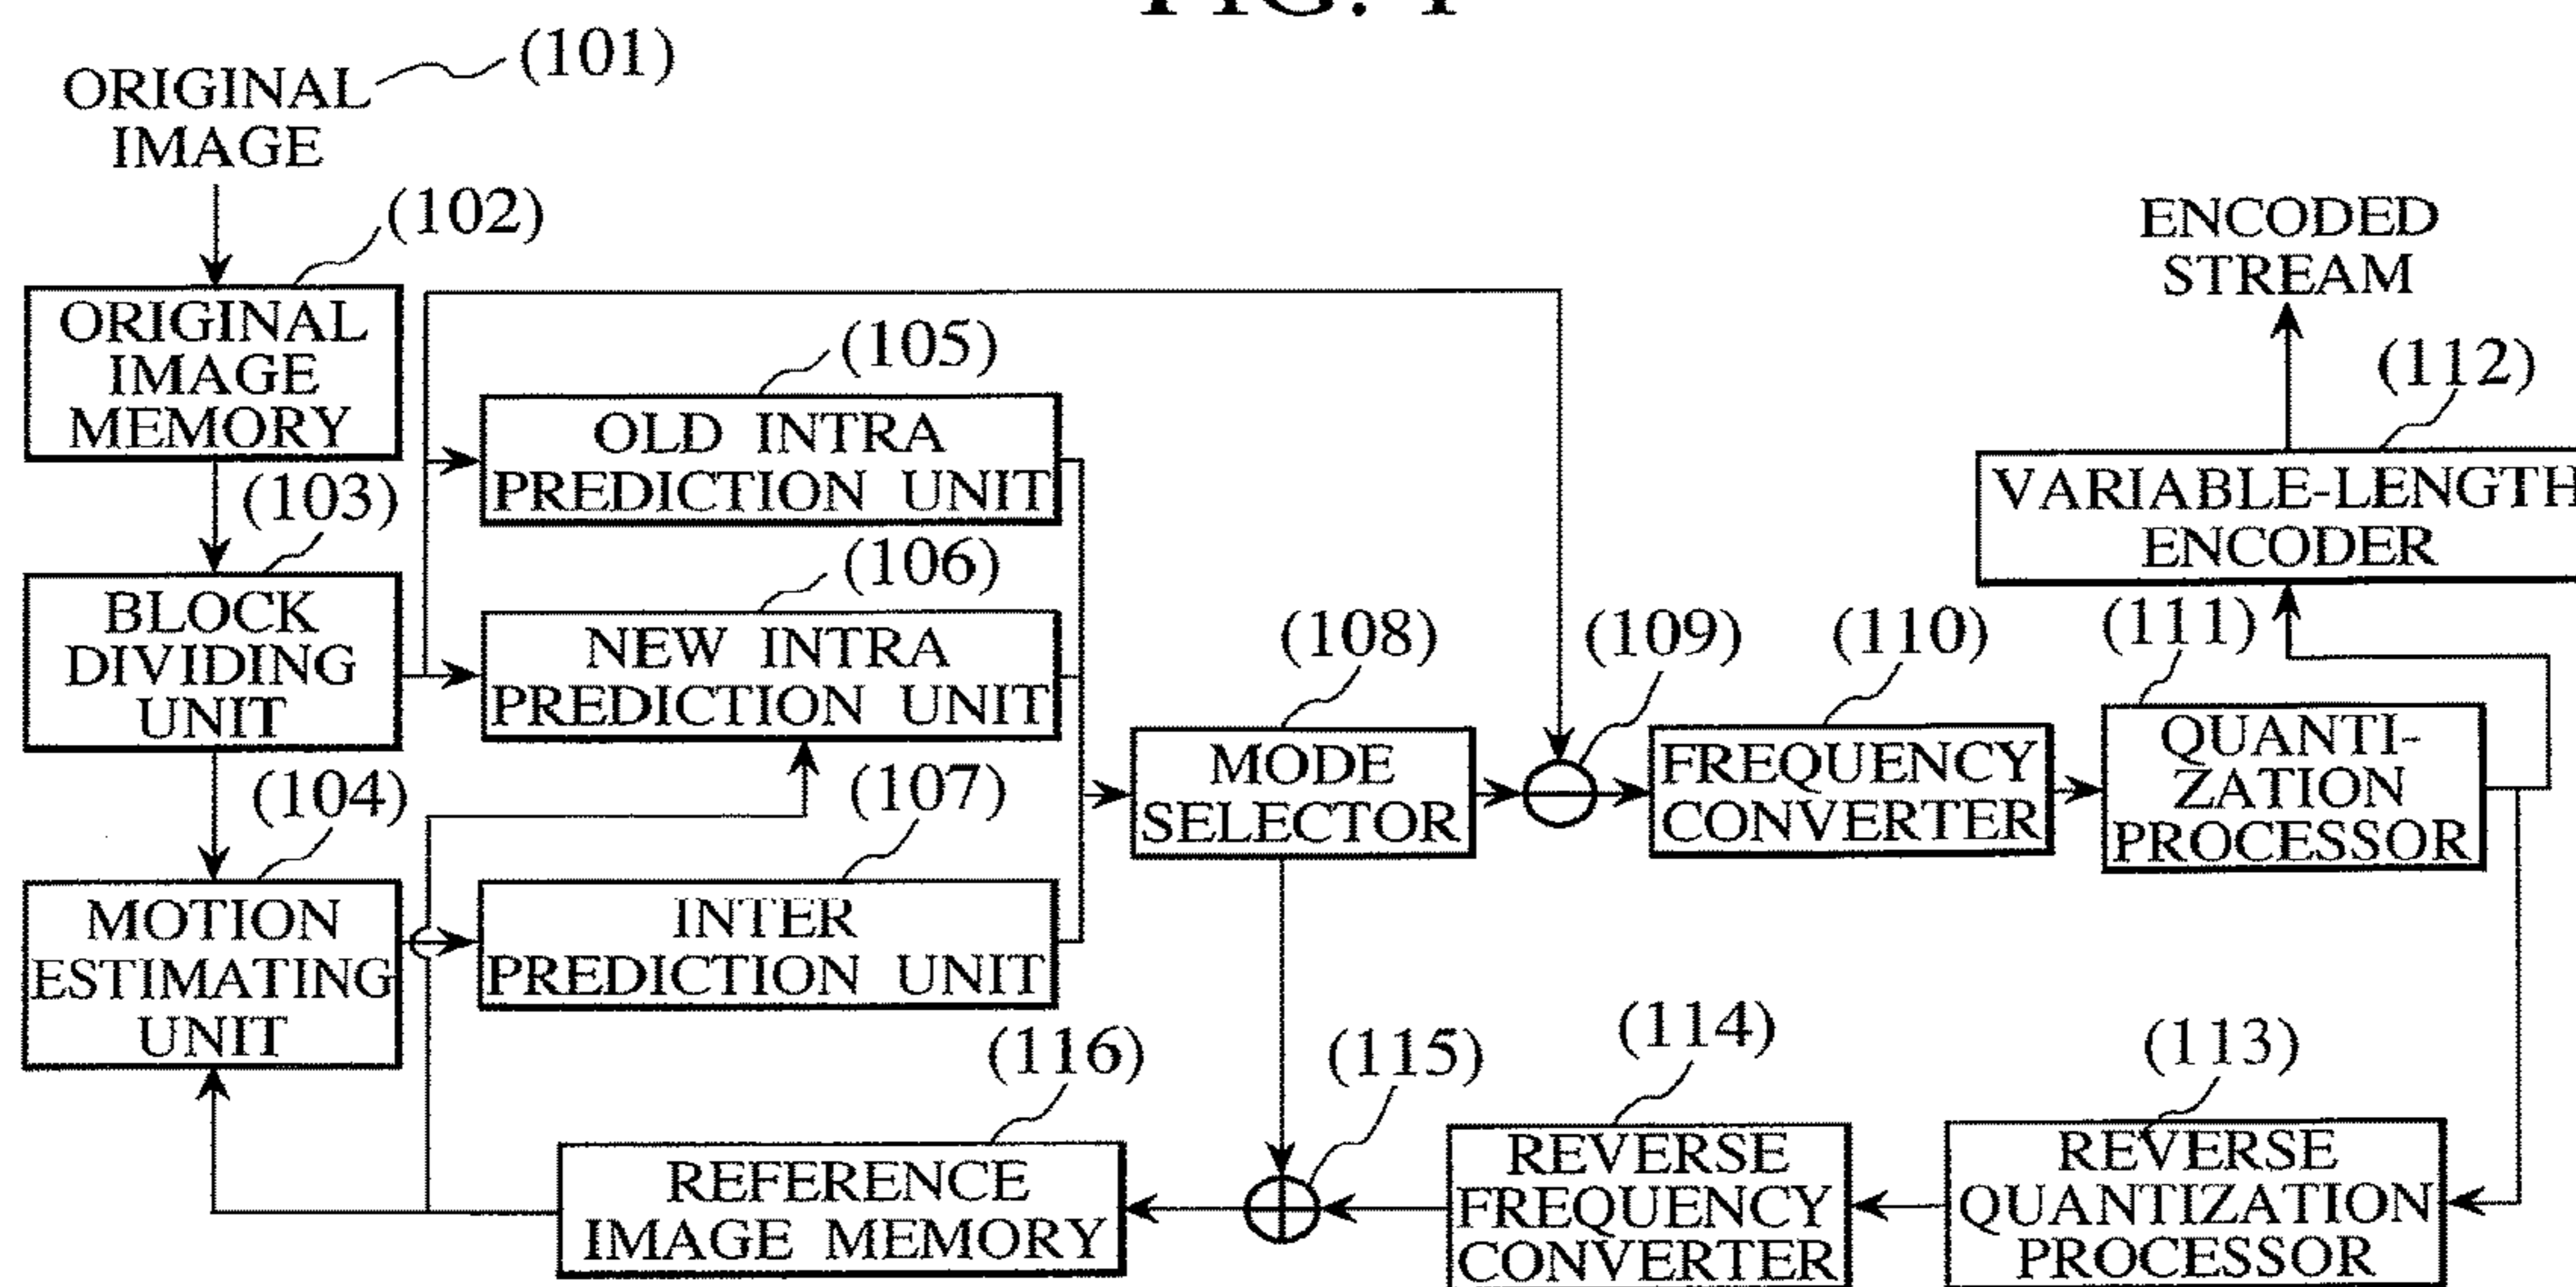 FIG. 1
(101)
ORIGINAL
IMAGE
(102)
ORIGINAL
IMAGE
MEMORY
(103)
BLOCK
DIVIDING
UNIT
(104)
MOTION
ESTIMATING
UNIT
(105)
OLD INTRA
PREDICTION UNIT
(106)
NEW INTRA
PREDICTION UNIT
(107)
INTER
PREDICTION UNIT
(108)
MODE
SELECTOR
(109)
(110)
FREQUENCY
CONVERTER
(111)
QUANTI-
ZATION
PROCESSOR
ENCODED
STREAM
(112)
VARIABLE-LENGTH
ENCODER
(113)
REVERSE
QUANTIZATION
PROCESSOR
(114)
REVERSE
FREQUENCY
CONVERTER
(115)
(116)
REFERENCE
IMAGE MEMORY